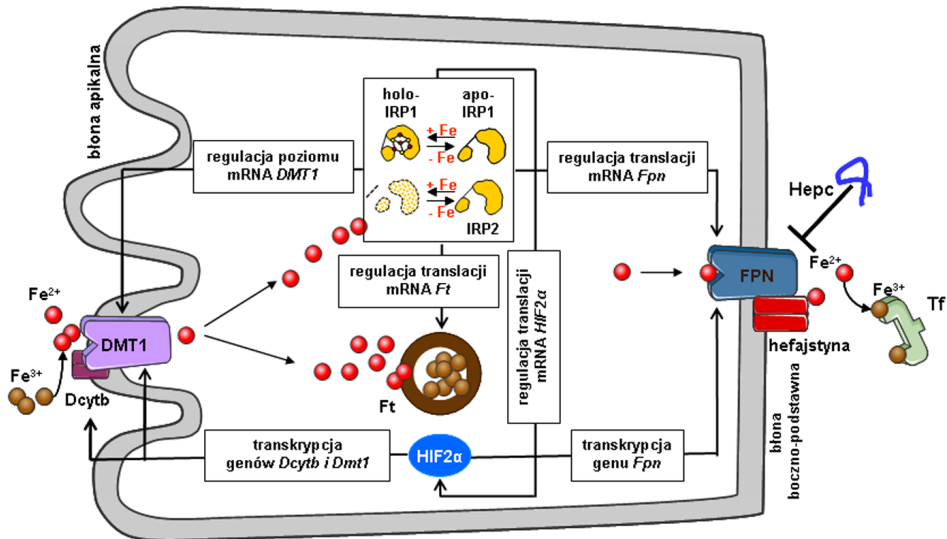 błona apikalna
holo-
IRP1
apo-
IRP1
+ Fe
- Fe
+ Fe
- Fe
IRP2
regulacja poziomu
mRNA DMT1
regulacja translacji
mRNA Fpn
Hepc
regulacja translacji
mRNA Ft
regulacja translacji
mRNA HIF2α
Fe2+
DMT1
Fe3+
Dcytb
Ft
FPN
Fe2+
Fe3+
Tf
hefajstyna
transkrypcja
genów Dcytb i Dmt1
HIF2α
transkrypcja
genu Fpn
błona
boczno-podstawna